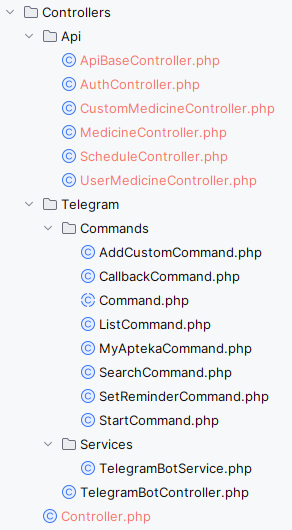 Controllers
Api
ApiBaseController.php
AuthController.php
CustomMedicineController.php
MedicineController.php
ScheduleController.php
UserMedicineController.php
Telegram
Commands
AddCustomCommand.php
CallbackCommand.php
Command.php
ListCommand.php
MyAptekaCommand.php
SearchCommand.php
SetReminderCommand.php
StartCommand.php
Services
TelegramBotService.php
TelegramBotController.php
Controller.php